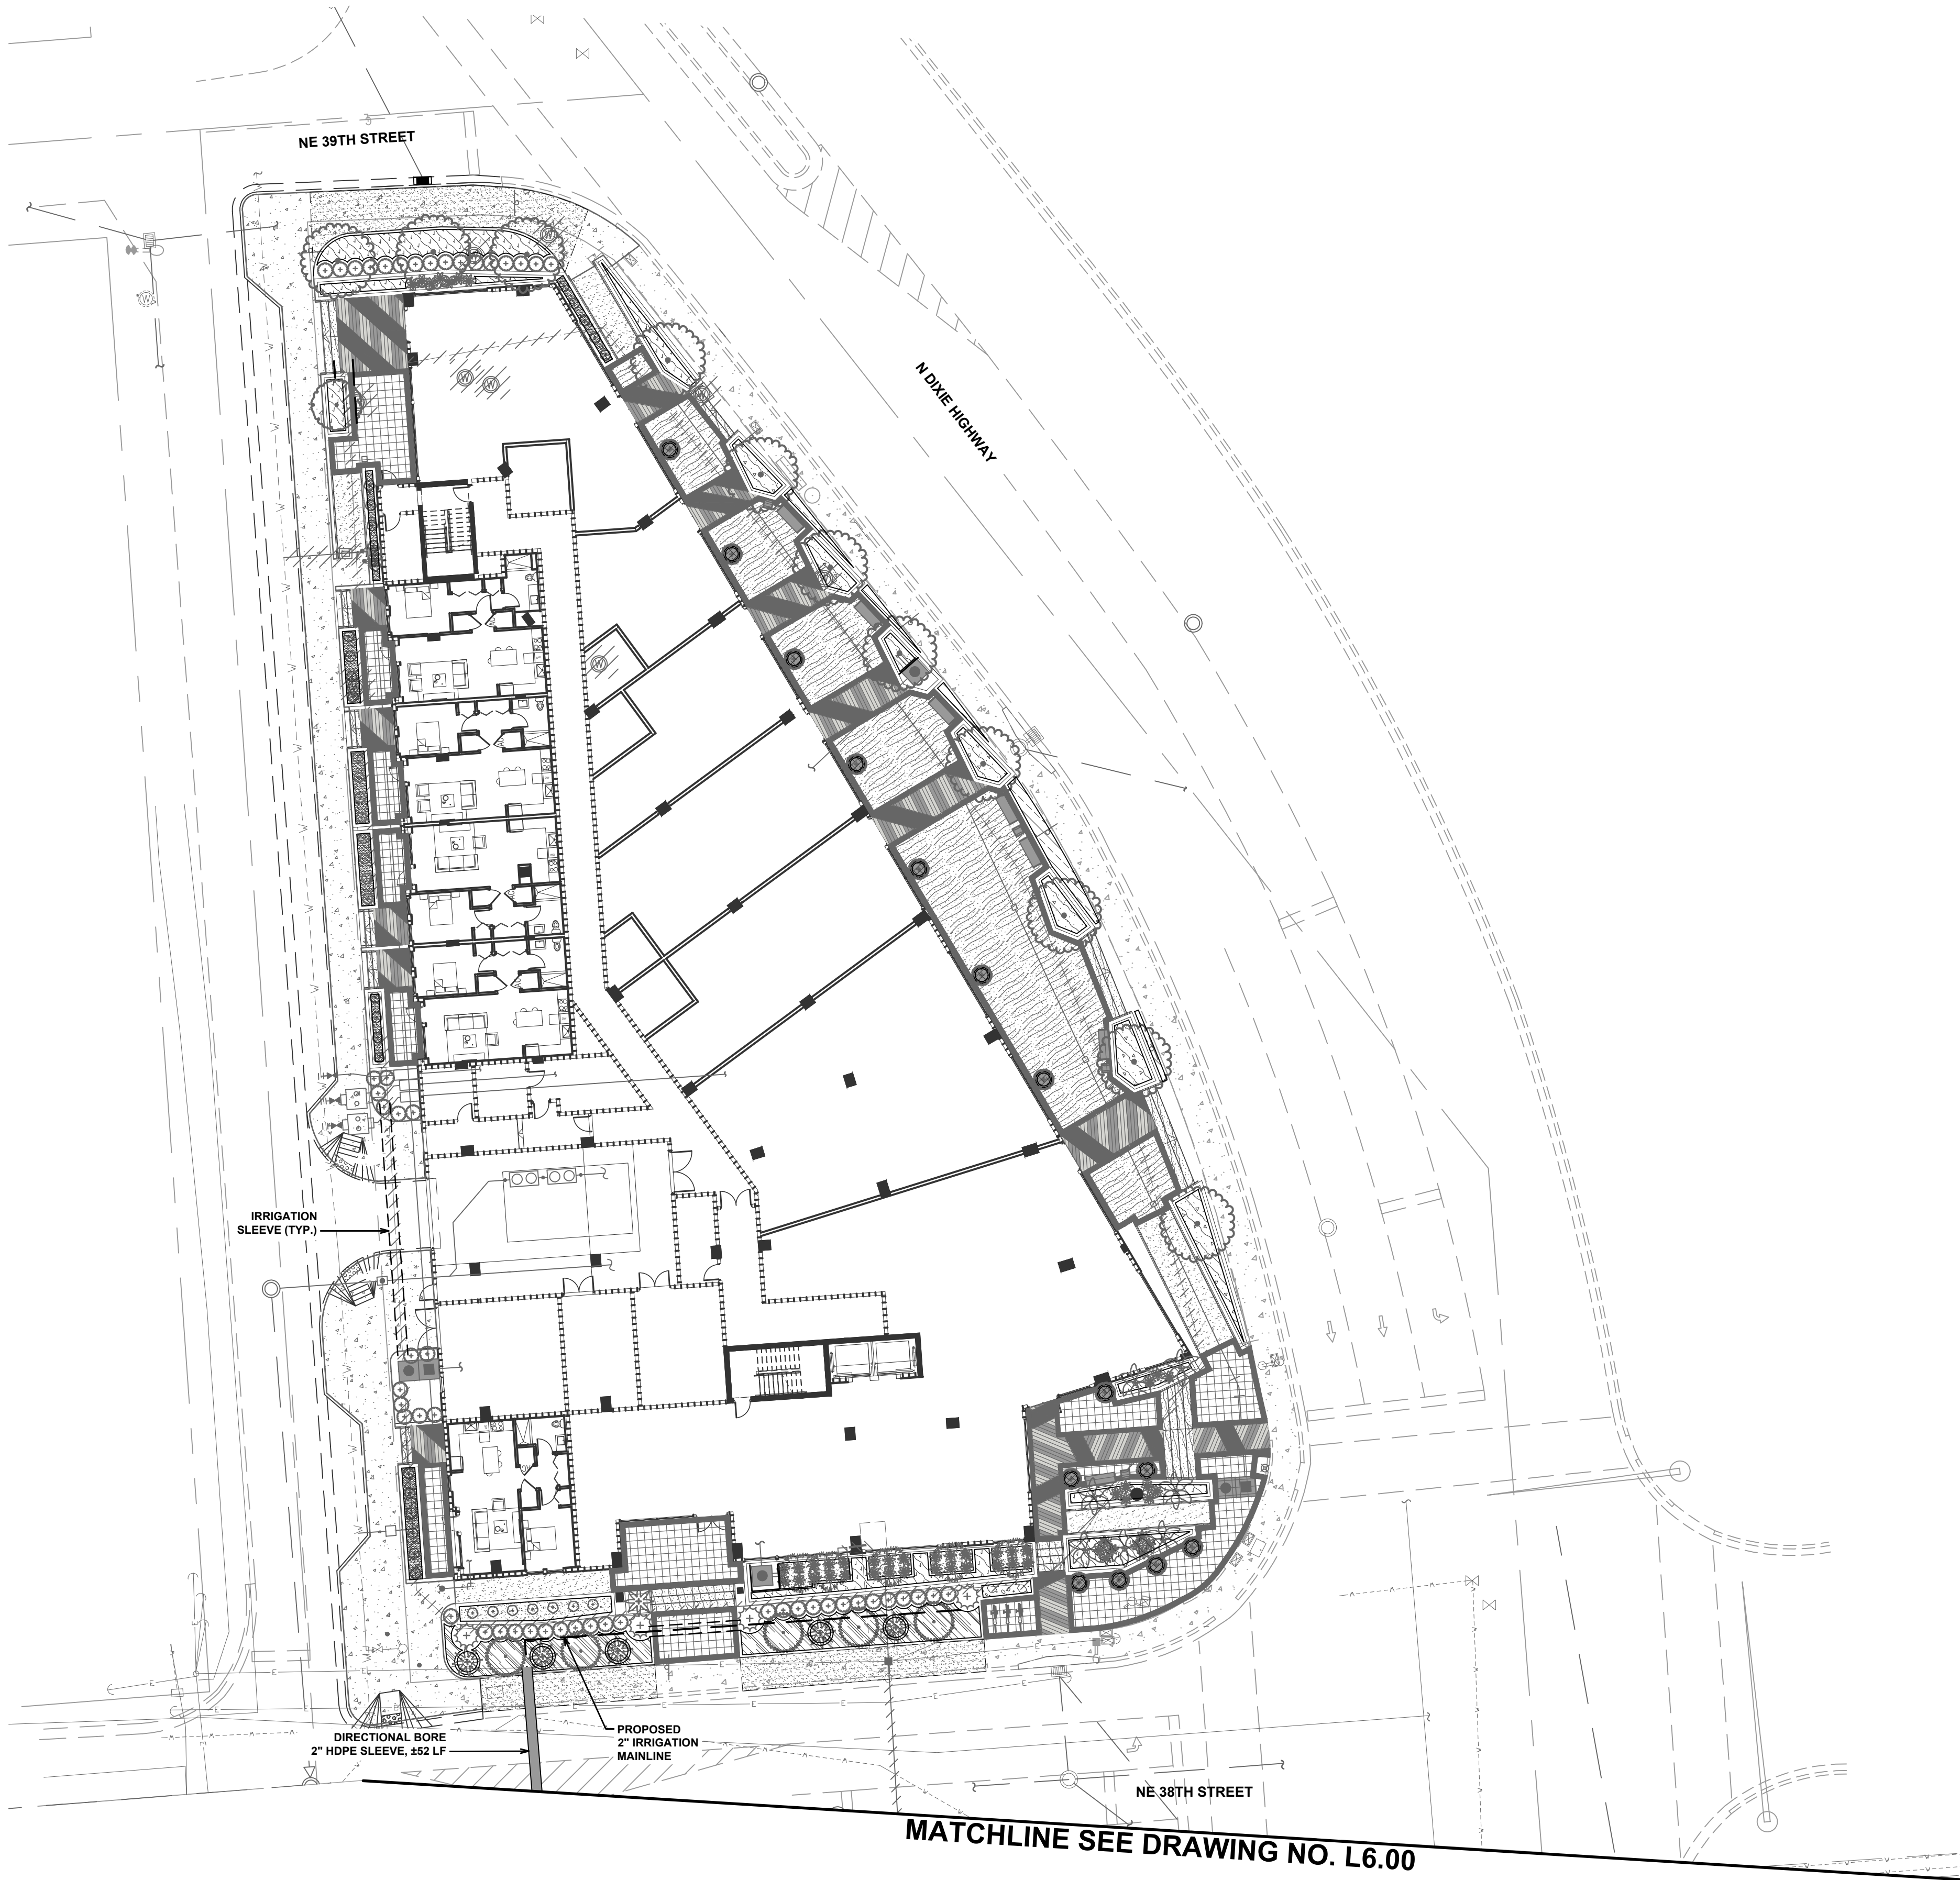 NE 39TH STREET
N DIXIE HIGHWAY
IRRIGATION
SLEEVE (TYP.)
DIRECTIONAL BORE
2" HDPE SLEEVE, ±52 LF
PROPOSED
2" IRRIGATION
MAINLINE
NE 38TH STREET
MATCHLINE SEE DRAWING NO. L6.00